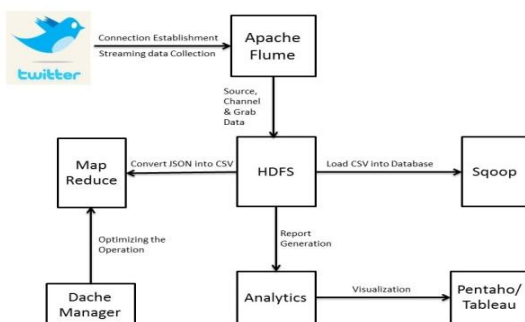 twitter
Connection Establishment
Streaming data Collection
Apache
Flume
Source,
Channel
& Grab
Data
Map
Reduce
Convert JSON into CSV
HDFS
Load CSV into Database
Sqoop
Optimizing the
Operation
Report
Generation
Dache
Manager
Analytics
Visualization
Pentaho/
Tableau